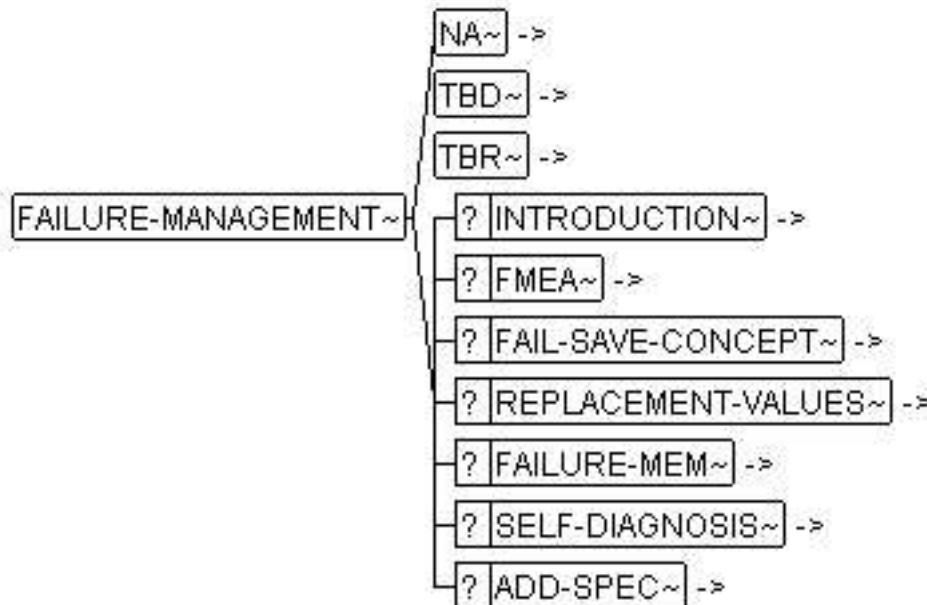 NA~ ->
TBD~ ->
TBR~ ->
FAILURE-MANAGEMENT~
? INTRODUCTION~ ->
? FMEA~ ->
? FAIL-SAVE-CONCEPT~ ->
? REPLACEMENT-VALUES~ ->
? FAILURE-MEM~ ->
? SELF-DIAGNOSIS~ ->
? ADD-SPEC~ ->